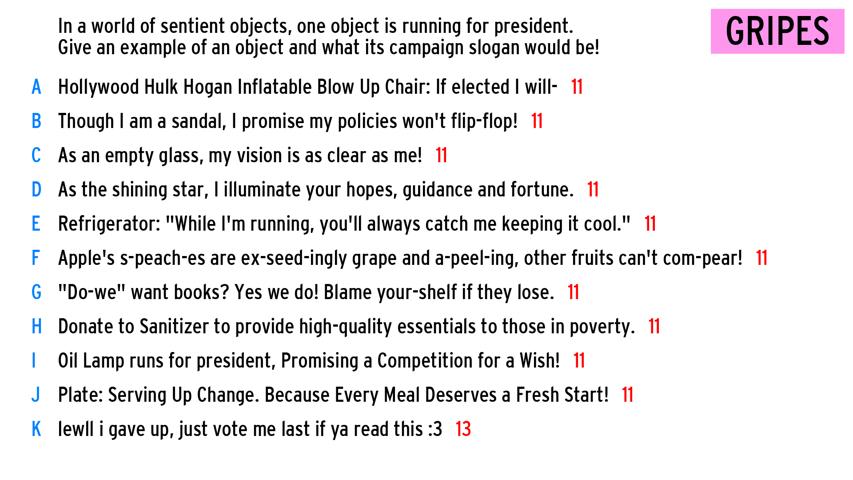 In a world of sentient objects, one object is running for president.
Give an example of an object and what its campaign slogan would be!
GRIPES
A Hollywood Hulk Hogan Inflatable Blow Up Chair: If elected I will- 11
B Though I am a sandal, I promise my policies won't flip-flop! 11
C As an empty glass, my vision is as clear as me! 11
D As the shining star, I illuminate your hopes, guidance and fortune. 11
E Refrigerator: "While I'm running, you'll always catch me keeping it cool." 11
F Apple's s-peach-es are ex-seed-ingly grape and a-peel-ing, other fruits can't com-pear! 11
G "Do-we" want books? Yes we do! Blame your-shelf if they lose. 11
H Donate to Sanitizer to provide high-quality essentials to those in poverty. 11
I Oil Lamp runs for president, Promising a Competition for a Wish! 11
J Plate: Serving Up Change. Because Every Meal Deserves a Fresh Start! 11
K lewll i gave up, just vote me last if ya read this :3 13